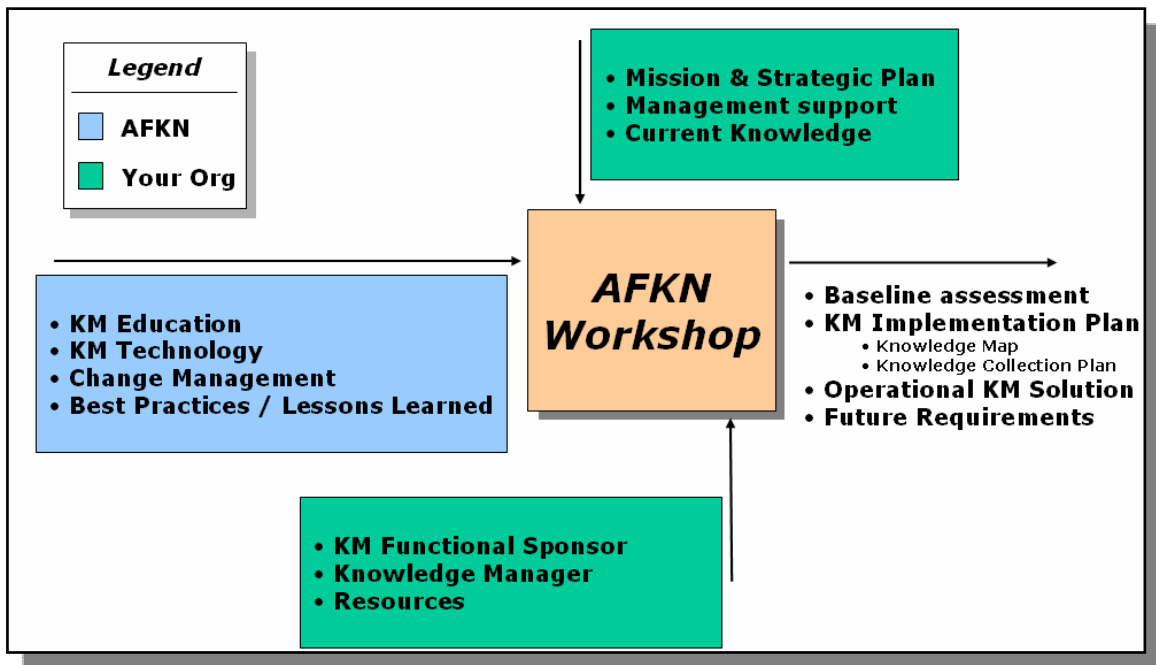 Legend
AFKN
Your Org
• Mission & Strategic Plan
• Management support
• Current Knowledge
• KM Education
• KM Technology
• Change Management
• Best Practices / Lessons Learned
AFKN
Workshop
• Baseline assessment
• KM Implementation Plan
• Knowledge Map
• Knowledge Collection Plan
• Operational KM Solution
• Future Requirements
• KM Functional Sponsor
• Knowledge Manager
• Resources